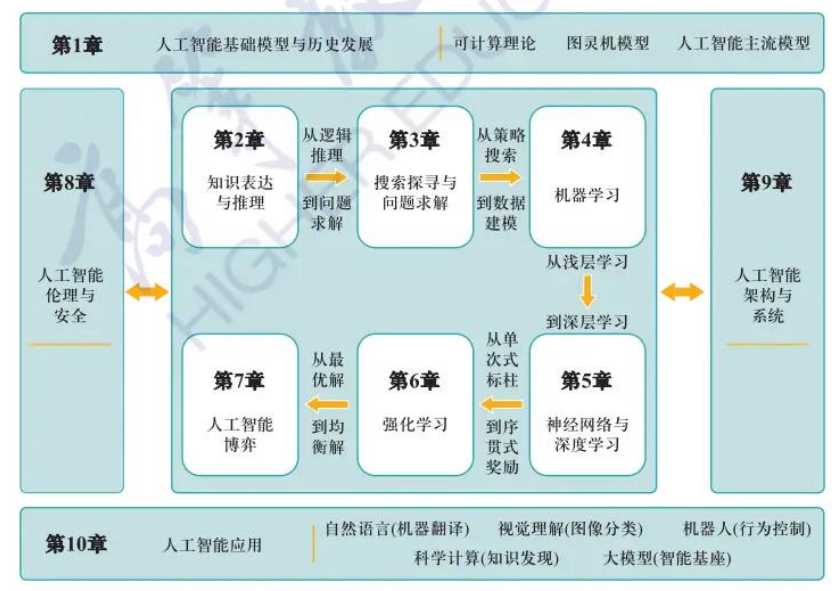 第1章 人工智能基础模型与历史发展 可计算理论 图灵机模型 人工智能主流模型
第8章
人工智能
伦理与
安全
第2章
知识表达
与推理
从逻辑
推理
到问题
求解
第3章
搜索探寻与
问题求解
从策略
搜索
到数据
建模
第4章
机器学习
从浅层学习
到深层学习
第5章
神经网络与
深度学习
从单
次式
标柱
到序
贯式
奖励
第6章
强化学习
从最
优解
到均
衡解
第7章
人工智能
博弈
第9章
人工智能
架构与
系统
第10章 人工智能应用
自然语言(机器翻译) 视觉理解(图像分类) 机器人(行为控制)
科学计算(知识发现) 大模型(智能基座)